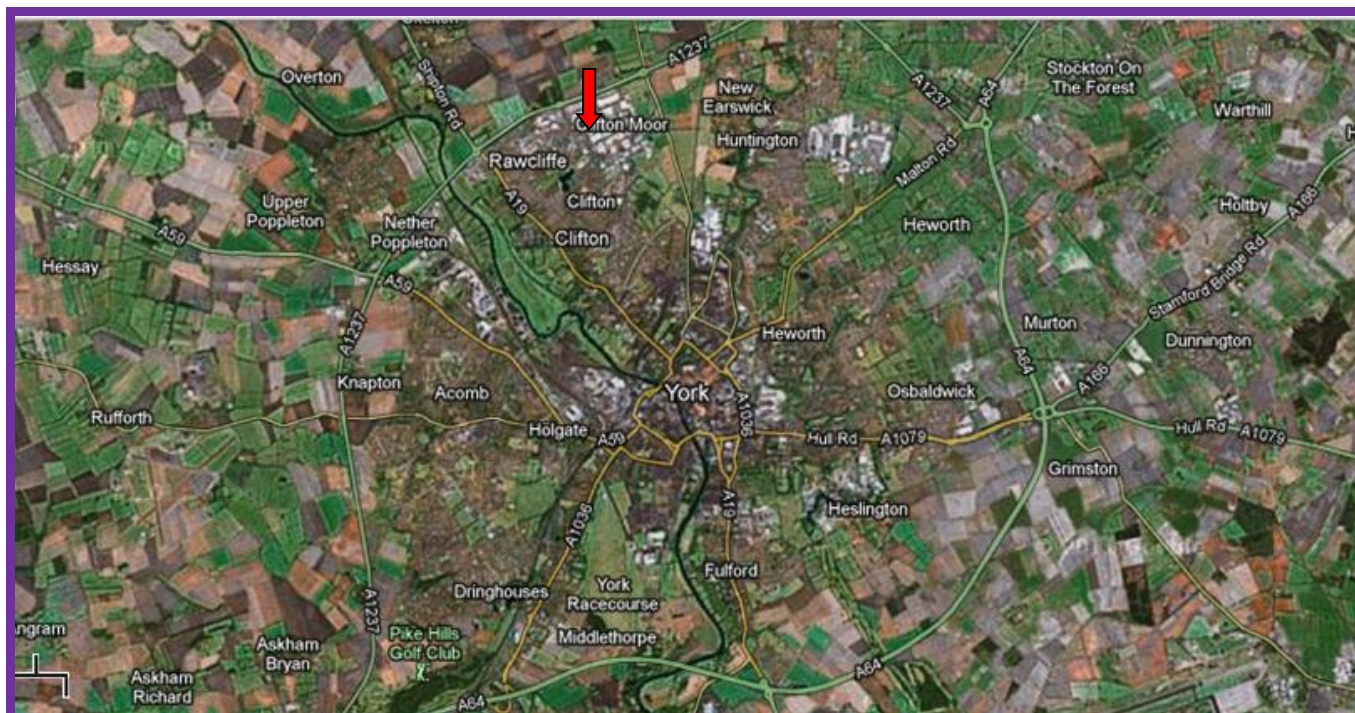 Skelton
Overton
Shipton Rd
A1237
New
Earswick
Huntington
Clifton Moor
A1237
A64
Stockton On
The Forest
Warthill
Rawcliffe
Malton Rd
Upper
Poppleton
Nether
Poppleton
A19
Clifton
Clifton
Heworth
Holtby
A166
A59
Hessay
A59
Stamford Bridge Rd
A1237
Heworth
Murton
Dunnington
A64
A166
Knapton
Acomb
York
Osbaldwick
Rufforth
Holgate
A59
A1036
Hull Rd
A1079
Hull Rd
A1079
Grimston
A1036
A19
Heslington
Fulford
Dringhouses
York
Racecourse
A1237
Middlethorpe
Angram
Askham
Bryan
Pike Hills
Golf Club
Askham
Richard
A64
A64